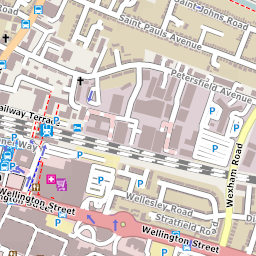 Saint Johns Road
Saint Pauls Avenue
Petersfield Avenue
Railway Terrace
Wexham Road
Wellington Street
Wellesley Road
Stratfield Road
Wellington Street
P
P
P
P
P
P
P
P